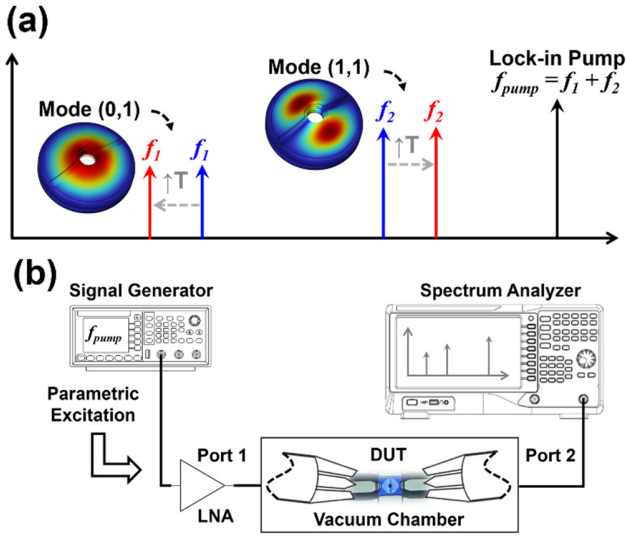 (a)
Lock-in Pump
f_pump = f_1 + f_2
Mode (1,1)
Mode (0,1)
f_1 f_1 f_2 f_2
↑T ↑T
(b)
Signal Generator Spectrum Analyzer
f_pump
Parametric
Excitation
Port 1 DUT Port 2
LNA Vacuum Chamber